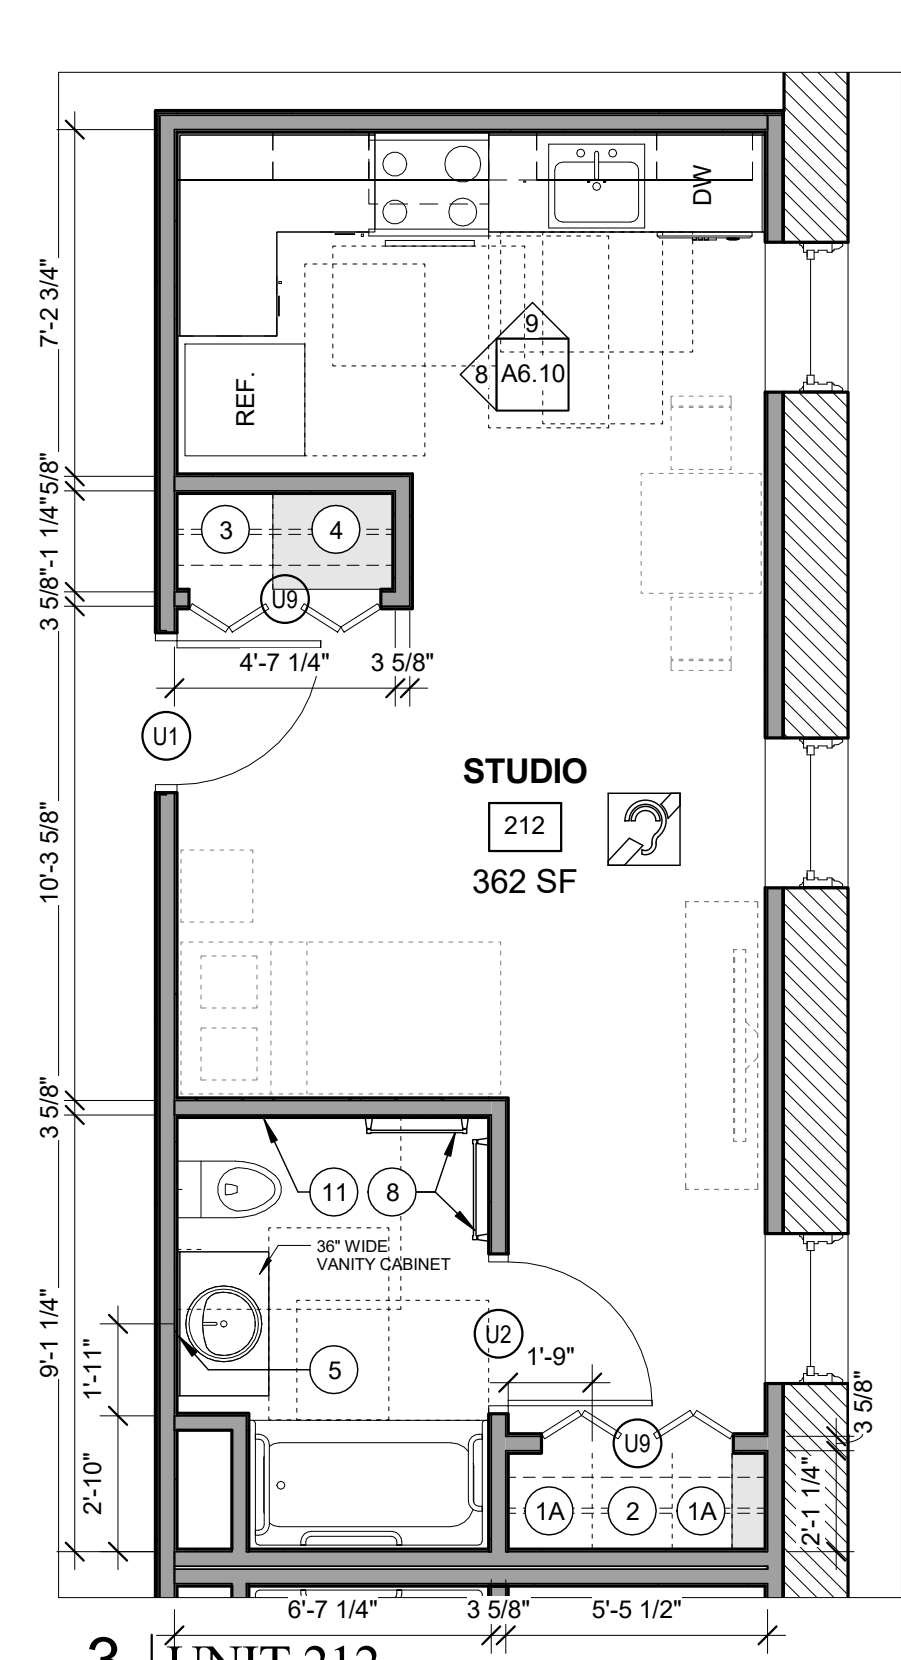 DW
7'-2 3/4"
9
8
A6.10
REF.
5/8"
3
4
-1 1/4"
3 5/8"
U9
4'-7 1/4"
3 5/8"
U1
STUDIO
212
362 SF
10'-3 5/8"
3 5/8"
11
8
36" WIDE
VANITY CABINET
U2
9'-1 1/4"
1'-11"
1'-9"
5
3 5/8"
U9
2'-10"
1A
2
1A
2'-1 1/4"
6'-7 1/4"
3 5/8"
5'-5 1/2"
3
UNIT 212